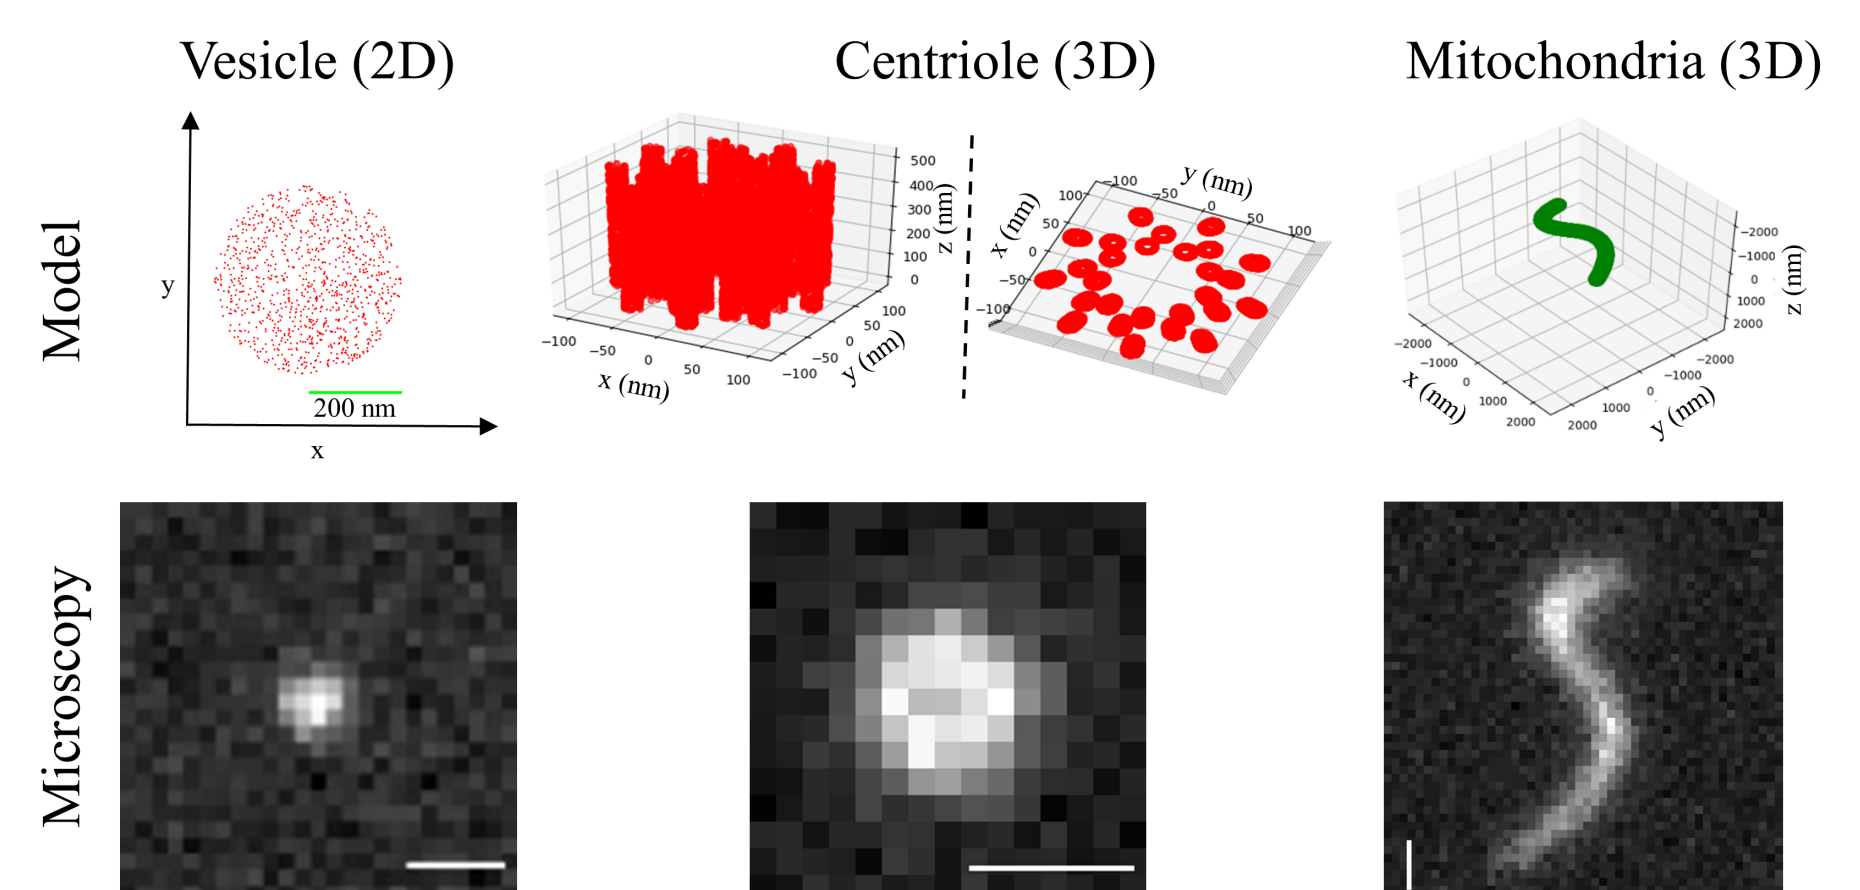 Vesicle (2D)
Centriole (3D)
Mitochondria (3D)
Model
y
200 nm
x
500
400
300
200
100
0
z (nm)
−100
−50
0
50
100
x (nm)
100
50
0
−50
−100
y (nm)
y (nm)
−100
−50
0
50
100
x (nm)
100
50
0
−50
−100
−2000
−1000
0
1000
2000
z (nm)
−2000
−1000
0
1000
2000
x (nm)
−2000
−1000
0
1000
2000
y (nm)
Microscopy